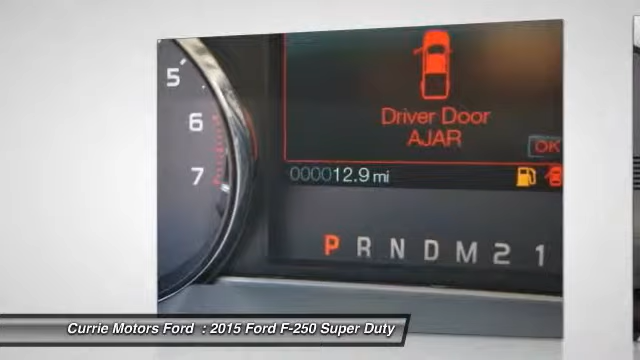 5
6
7
Driver Door
AJAR
OK
000012.9 mi
P R N D M 2 1
Currie Motors Ford : 2015 Ford F-250 Super Duty